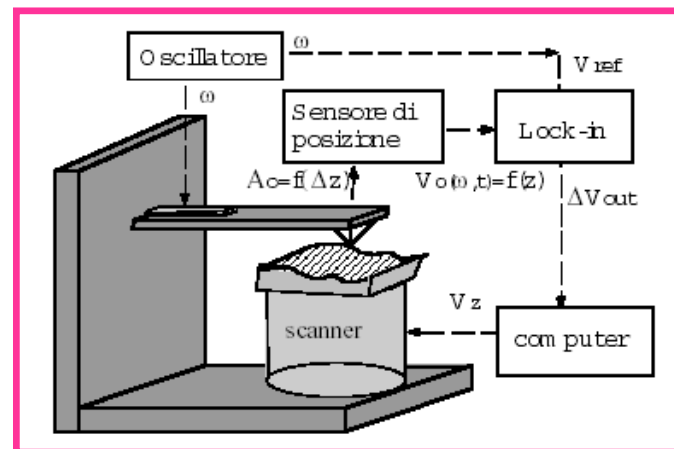 ω
Oscillatore
Vref
ω
Sensore di
posizione
Lock-in
Ao=f(Δz)
Vo(ω,t)=f(z)
ΔVout
Vz
scanner
computer